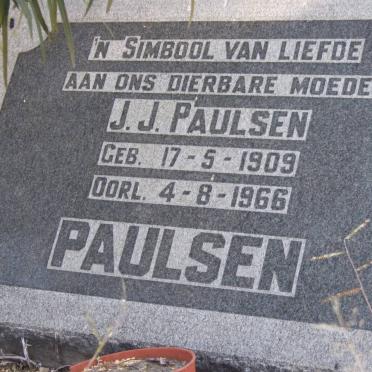 'N SIMBOOL VAN LIEFDE
AAN ONS DIERBARE MOEDE
J. J. PAULSEN
GEB. 17-5-1909
OORL. 4-8-1966
PAULSEN